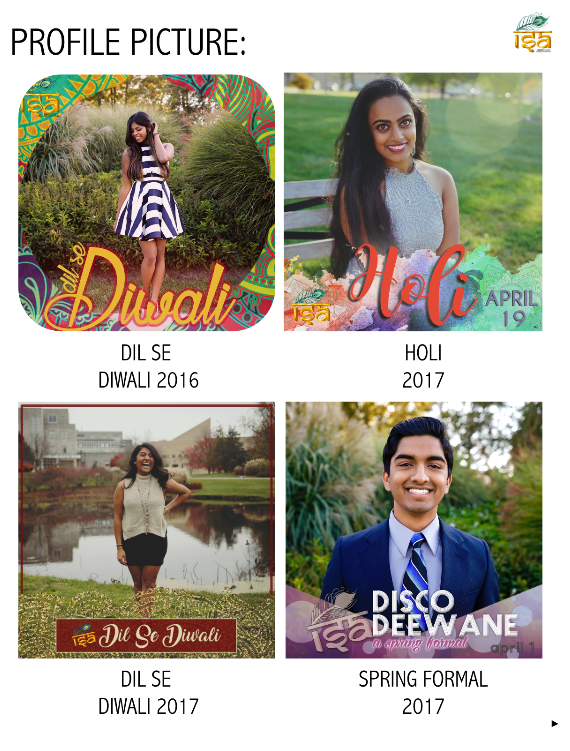 PROFILE PICTURE:
isa
isa
dil se
Diwali
Holi
isa
APRIL
19
DIL SE
DIWALI 2016
HOLI
2017
isa Dil Se Diwali
isa
DISCO
DEEWANE
a spring formal
april 1
DIL SE
DIWALI 2017
SPRING FORMAL
2017